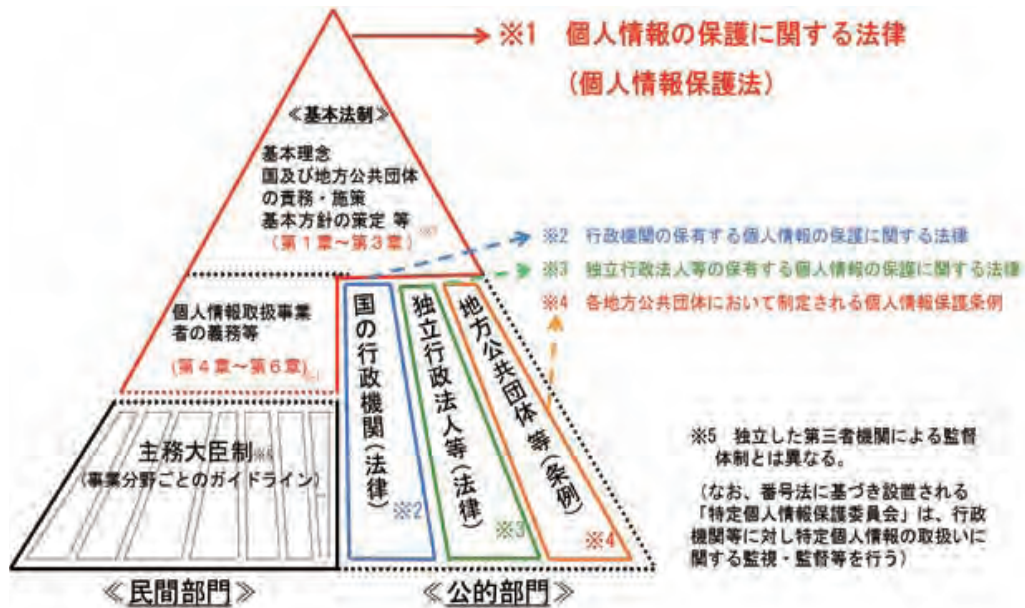 ※1 個人情報の保護に関する法律
(個人情報保護法)
≪基本法制≫
基本理念
国及び地方公共団体
の責務・施策
基本方針の策定 等
(第1章~第3章)
※1
※2 行政機関の保有する個人情報の保護に関する法律
※3 独立行政法人等の保有する個人情報の保護に関する法律
※4 各地方公共団体において制定される個人情報保護条例
個人情報取扱事業
者の義務等
(第4章~第6章)
※1
主務大臣制※5
(事業分野ごとのガイドライン)
国の行政機関(法律)
※2
独立行政法人等(法律)
※3
地方公共団体 等(条例)
※4
※5 独立した第三者機関による監督
体制とは異なる。
(なお、番号法に基づき設置される
「特定個人情報保護委員会」は、行政
機関等に対し特定個人情報の取扱いに
関する監視・監督等を行う)
≪民間部門≫
≪公的部門≫